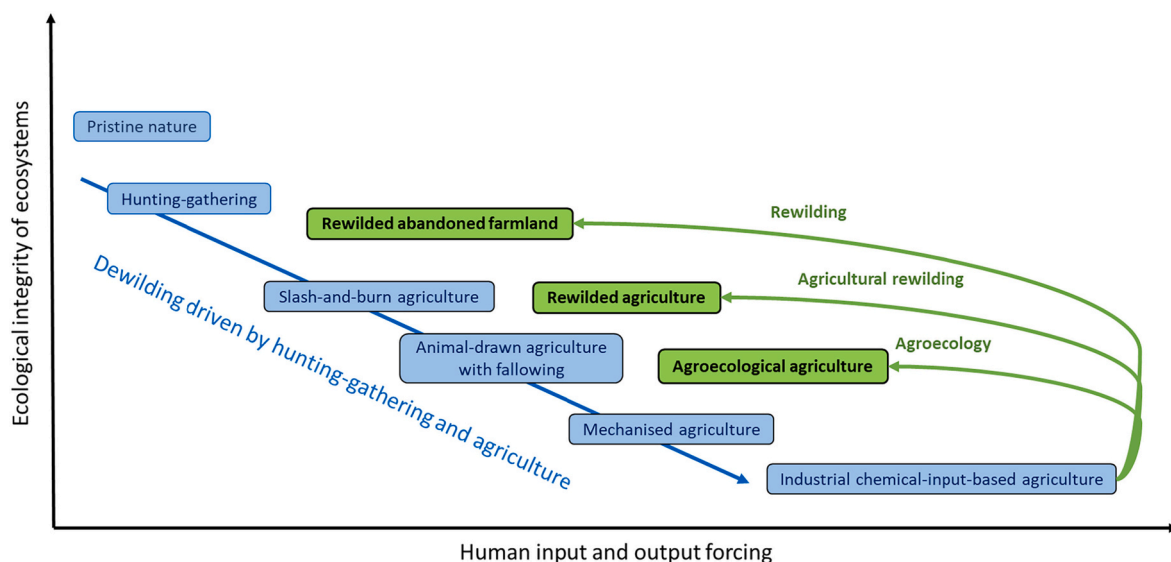 Ecological integrity of ecosystems
Pristine nature
Hunting-gathering
Rewilded abandoned farmland
Rewilding
Dewilding driven by hunting-gathering and agriculture
Slash-and-burn agriculture
Rewilded agriculture
Agricultural rewilding
Animal-drawn agriculture
with fallowing
Agroecological agriculture
Agroecology
Mechanised agriculture
Industrial chemical-input-based agriculture
Human input and output forcing